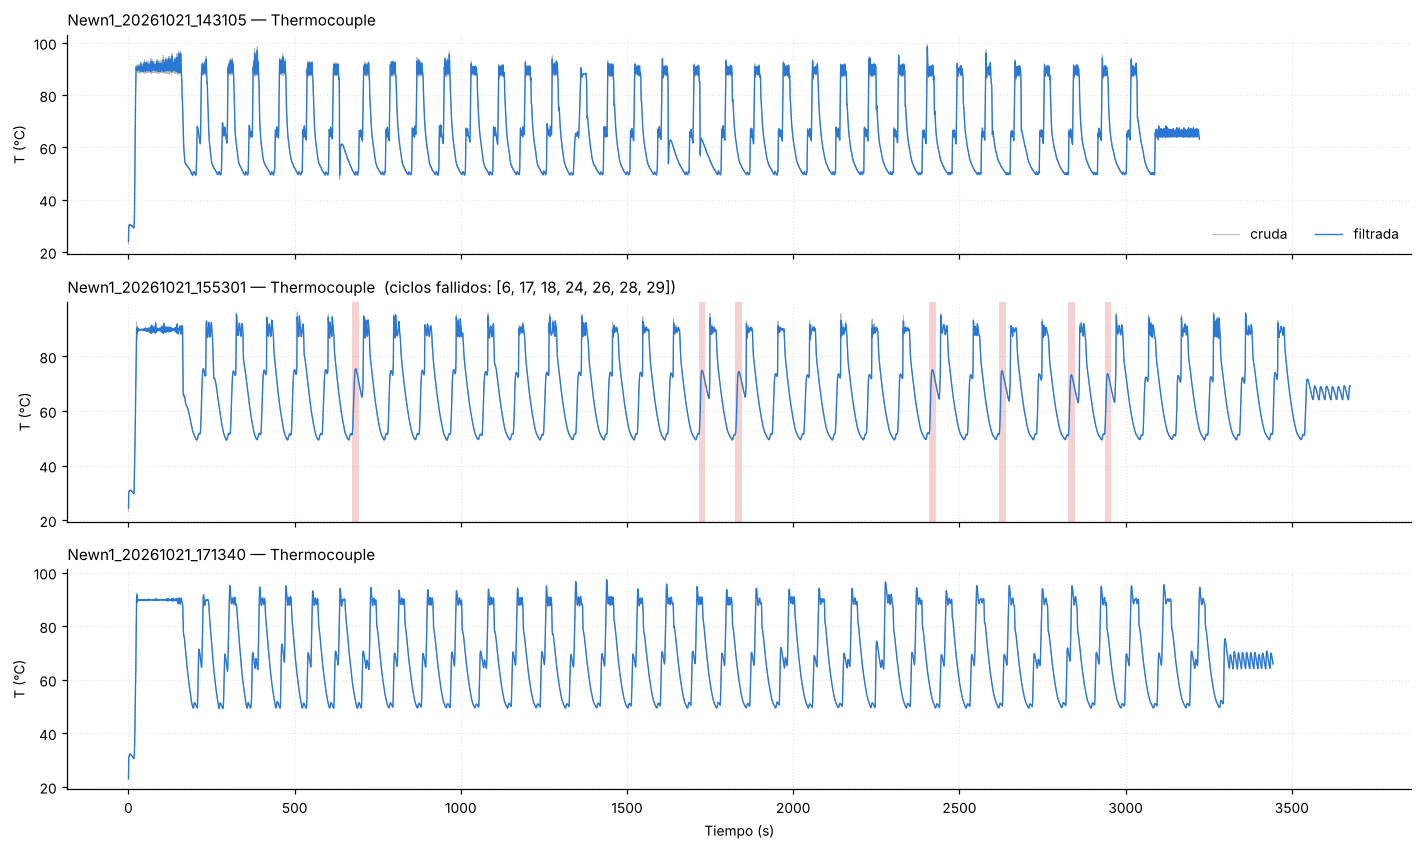 Newn1_20261021_143105 — Thermocouple
100
80
60
40
20
T (°C)
cruda
filtrada
Newn1_20261021_155301 — Thermocouple (ciclos fallidos: [6, 17, 18, 24, 26, 28, 29])
80
60
40
20
T (°C)
Newn1_20261021_171340 — Thermocouple
100
80
60
40
20
T (°C)
0
500
1000
1500
2000
2500
3000
3500
Tiempo (s)